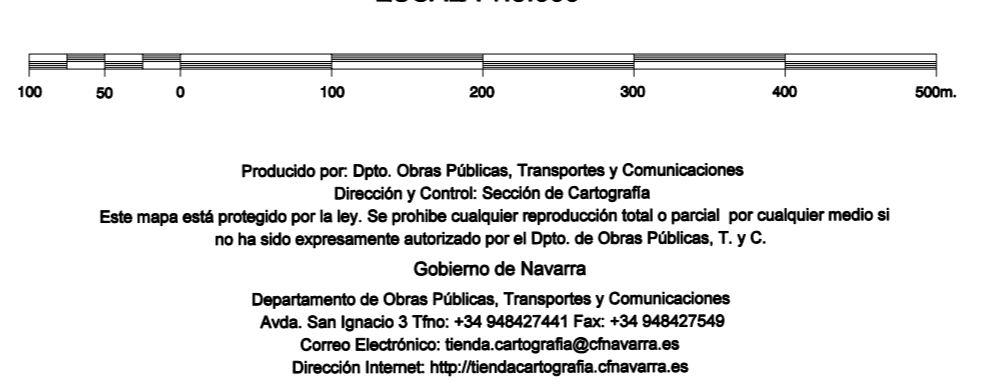 100 50 0 100 200 300 400 500m.
Producido por: Dpto. Obras Públicas, Transportes y Comunicaciones
Dirección y Control: Sección de Cartografía
Este mapa está protegido por la ley. Se prohibe cualquier reproducción total o parcial por cualquier medio si
no ha sido expresamente autorizado por el Dpto. de Obras Públicas, T. y C.
Gobierno de Navarra
Departamento de Obras Públicas, Transportes y Comunicaciones
Avda. San Ignacio 3 Tfno: +34 948427441 Fax: +34 948427549
Correo Electrónico: tienda.cartografia@cfnavarra.es
Dirección Internet: http://tiendacartografia.cfnavarra.es